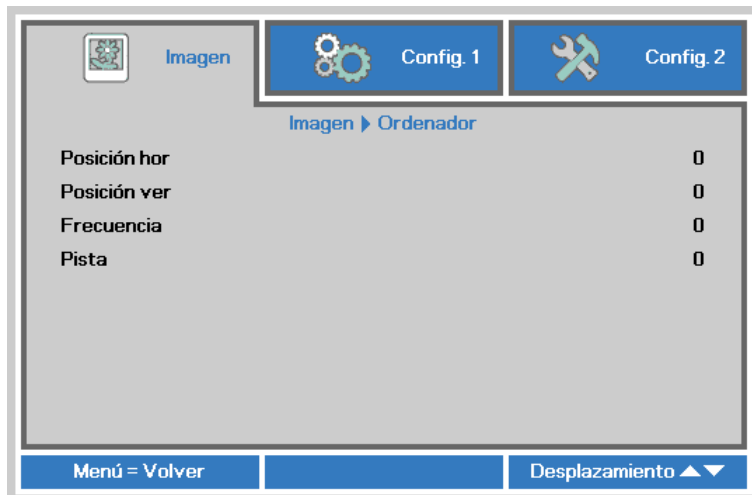 Imagen
Config. 1
Config. 2
Imagen ▶ Ordenador
Posición hor 0
Posición ver 0
Frecuencia 0
Pista 0
Menú = Volver
Desplazamiento ▲▼